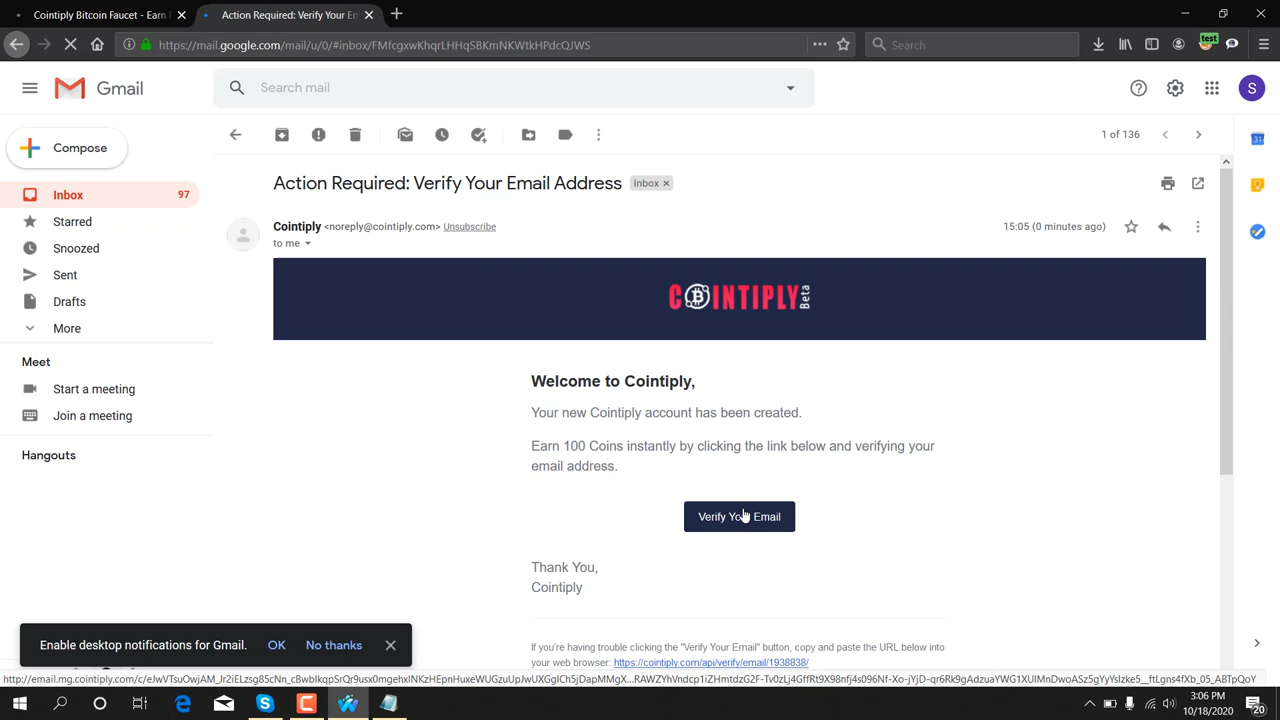 Cointiply Bitcoin Faucet - Earn
Action Required: Verify Your Em
https://mail.google.com/mail/u/0/#inbox/FMfcgxwKhqrLHHqSBKmNKWtkHPdcQJWS
Search
test
Gmail
Search mail
S
Compose
1 of 136
Inbox 97
Starred
Snoozed
Sent
Drafts
More
Meet
Start a meeting
Join a meeting
Hangouts
Action Required: Verify Your Email Address Inbox
Cointiply <noreply@cointiply.com> Unsubscribe
15:05 (0 minutes ago)
to me
COINTIPLY Beta
Welcome to Cointiply,
Your new Cointiply account has been created.
Earn 100 Coins instantly by clicking the link below and verifying your
email address.
Verify Your Email
Thank You,
Cointiply
If you're having trouble clicking the "Verify Your Email" button, copy and paste the URL below into
your web browser: https://cointiply.com/api/verify/email/1938838/
Enable desktop notifications for Gmail. OK No thanks
31
3:06 PM
10/18/2020
20